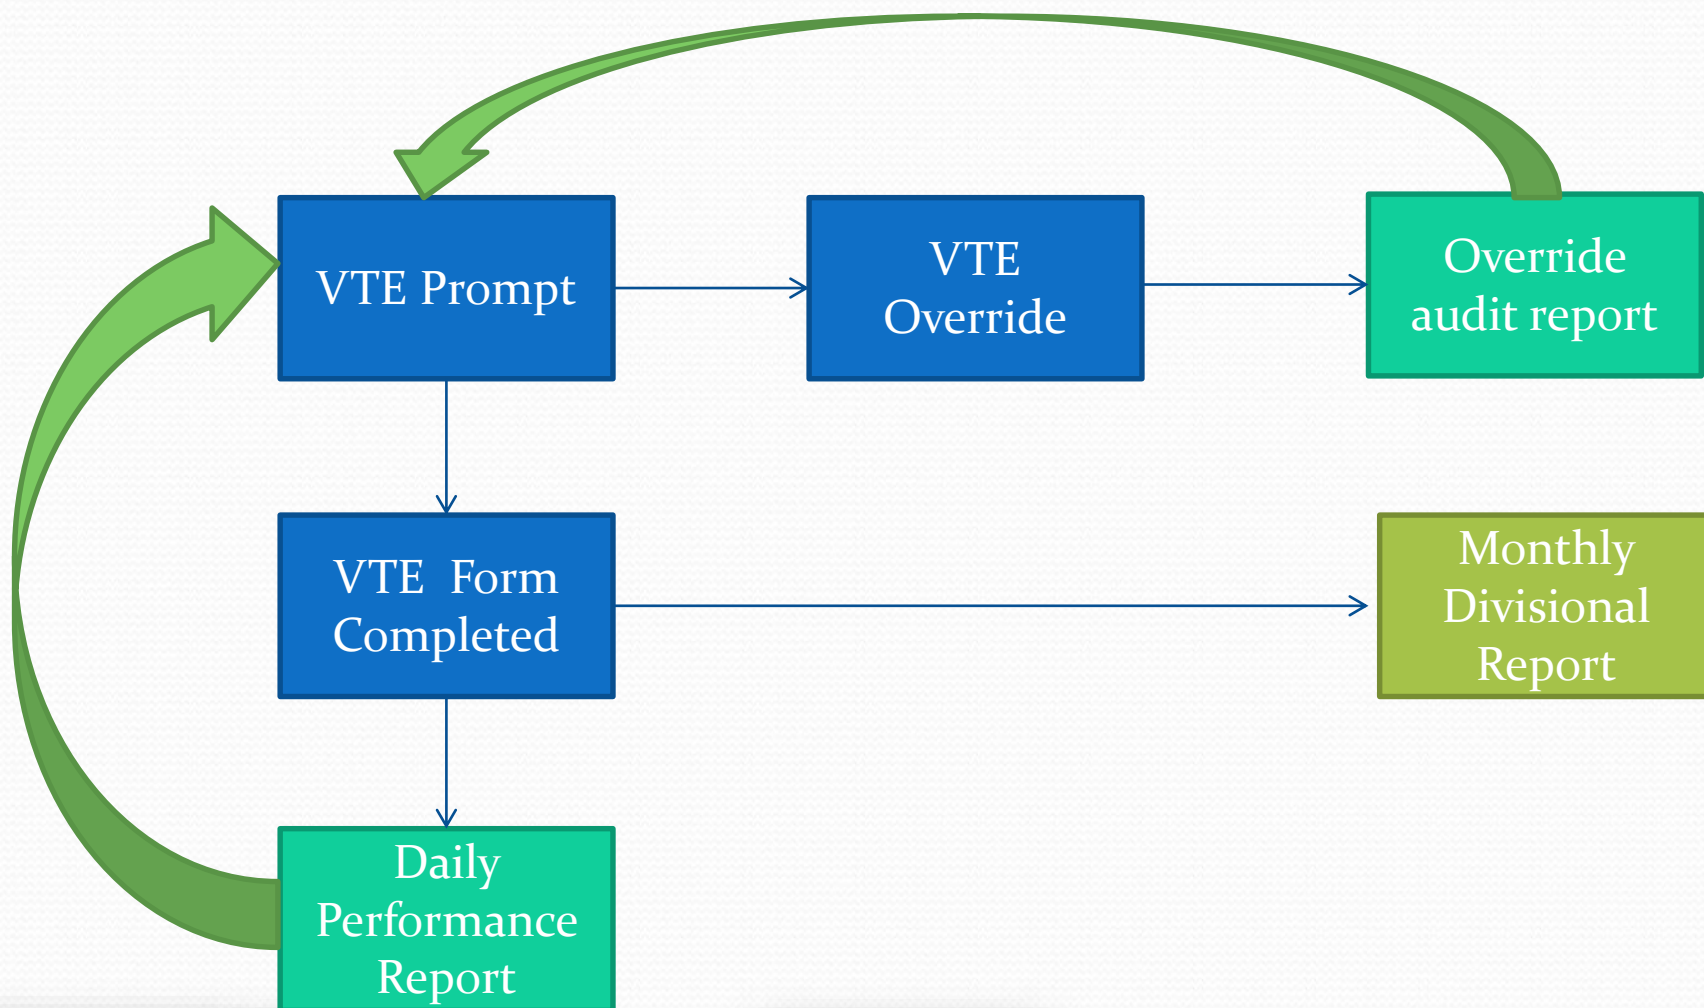 VTE Prompt
VTE
Override
Override
audit report
VTE  Form
Completed
Monthly
Divisional
Report
Daily
Performance
Report